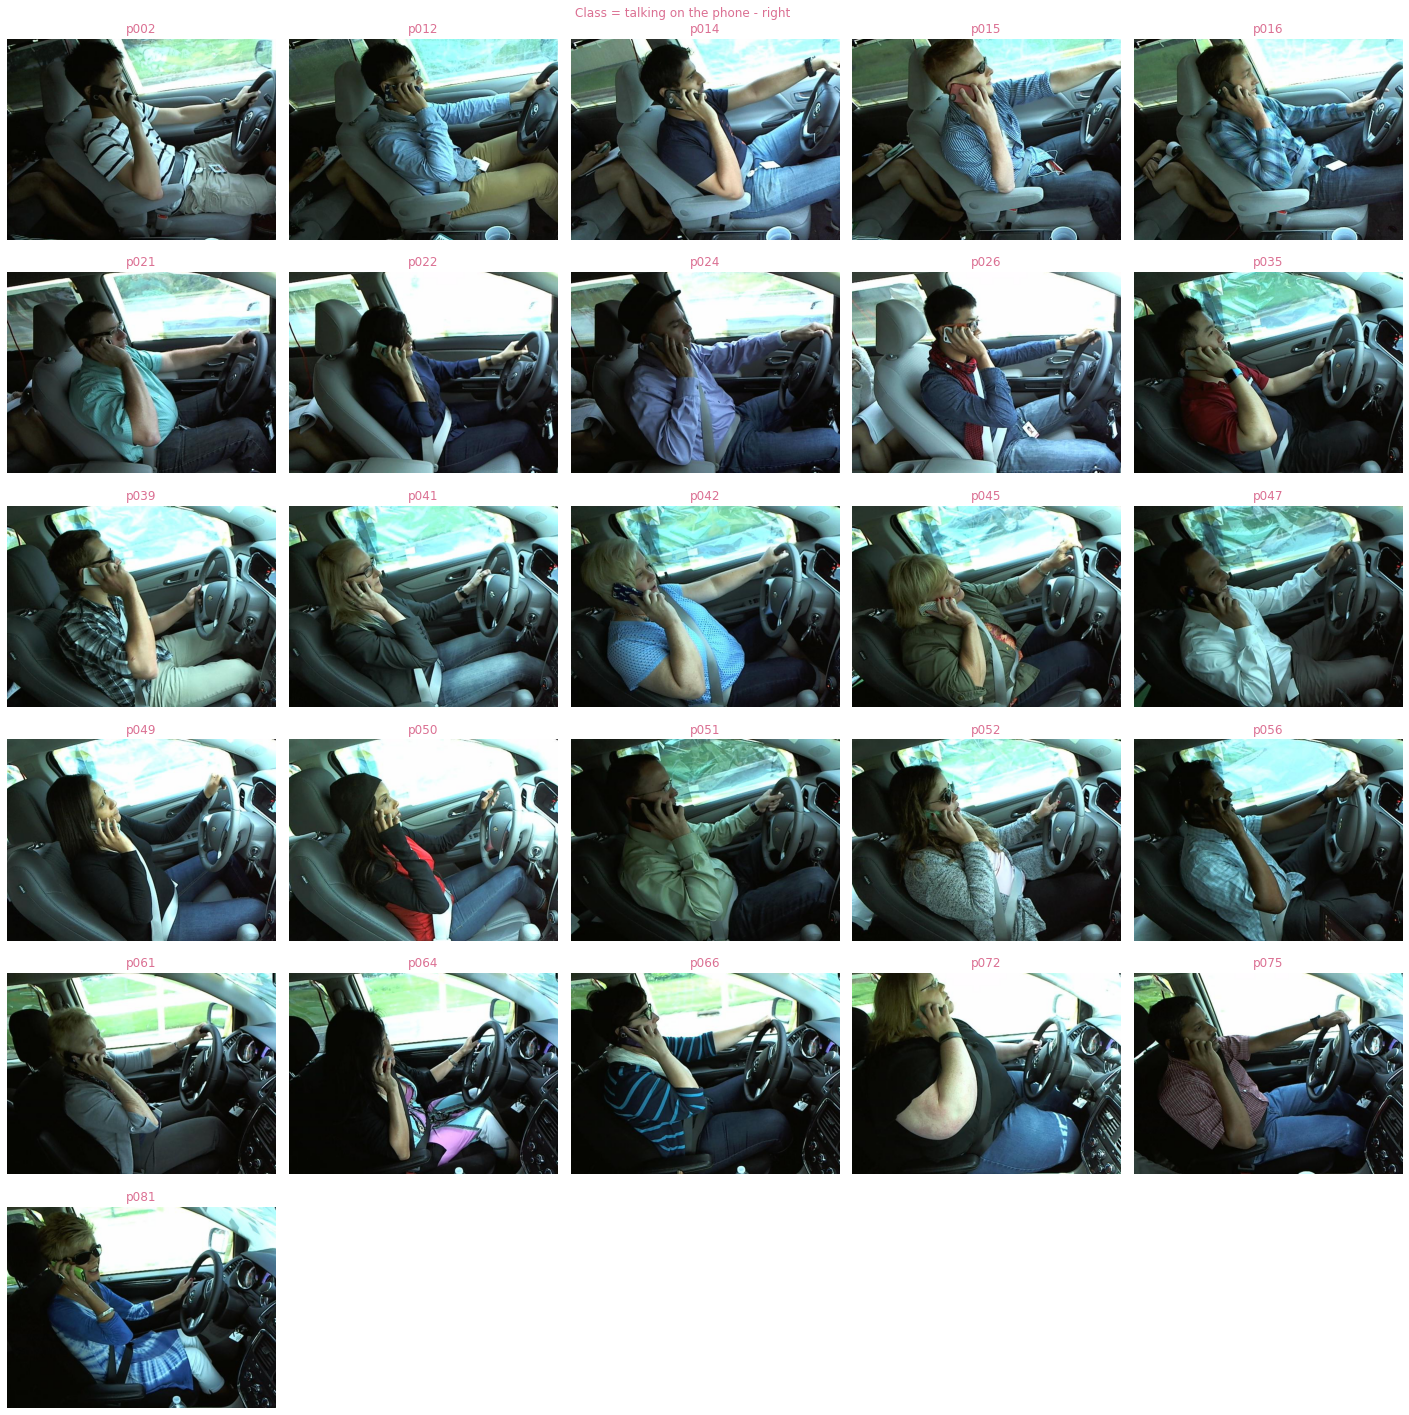 Class = talking on the phone - right
p002 p012 p014 p015 p016
p021 p022 p024 p026 p035
p039 p041 p042 p045 p047
p049 p050 p051 p052 p056
p061 p064 p066 p072 p075
p081